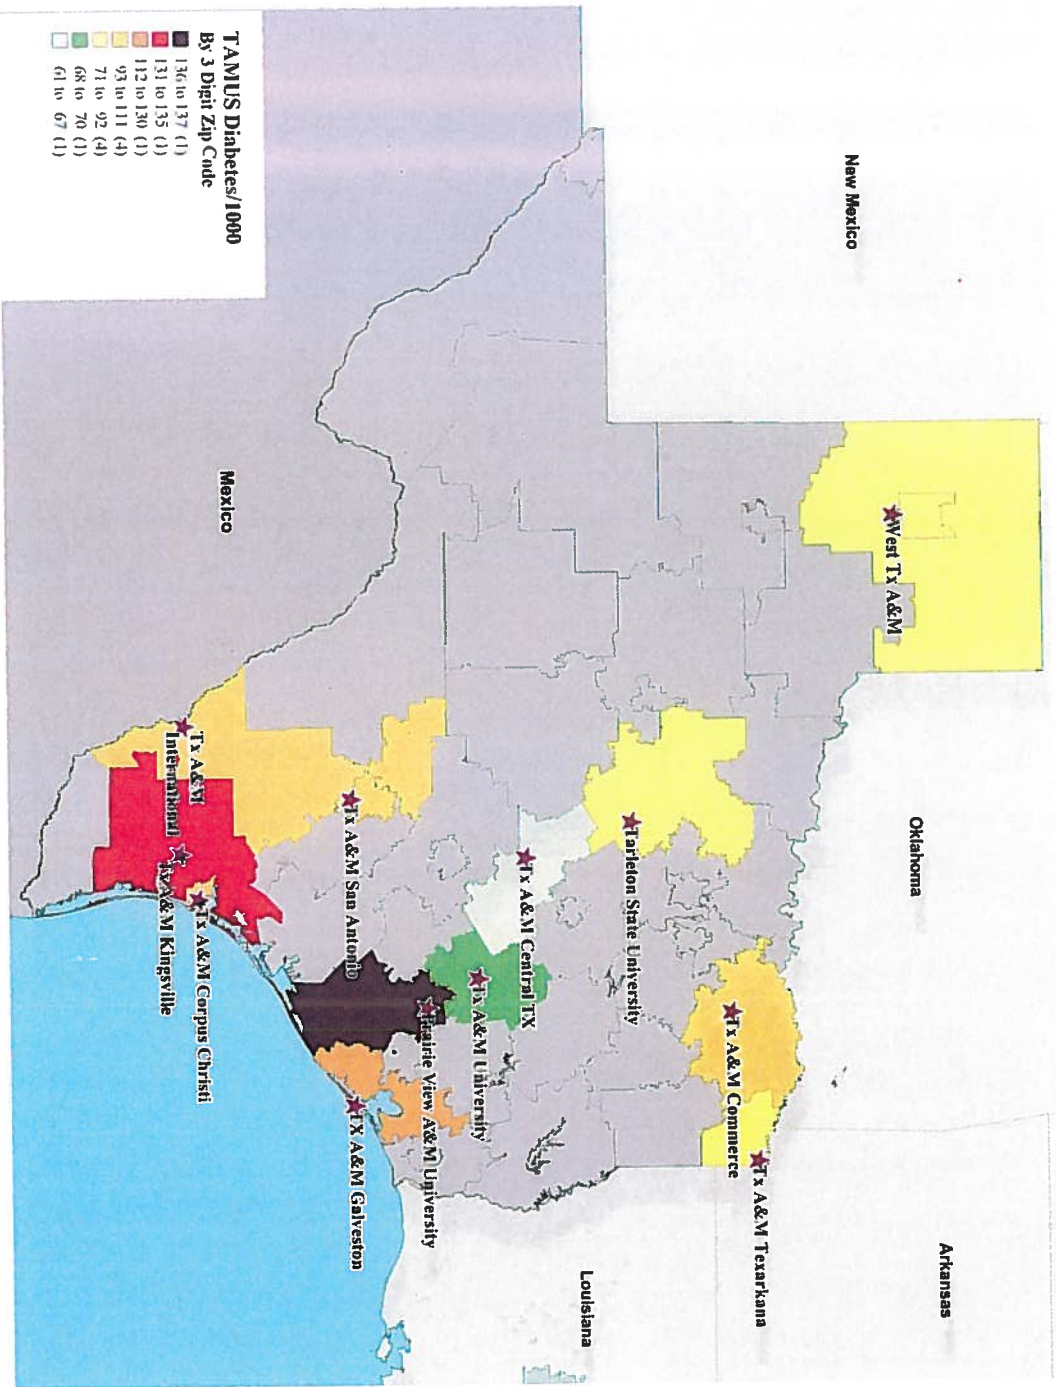 New Mexico
Oklahoma
Arkansas
Louisiana
Mexico
West Tx A&M
Tx A&M Texarkana
Tx A&M Commerce
Tarleton State University
Tx A&M Central TX
Tx A&M University
Prairie View A&M University
Tx A&M San Antonio
TX A&M Galveston
Tx A&M
International
Tx A&M Corpus Christi
Tx A&M Kingsville
TAMUS Diabetes/1000
By 3 Digit Zip Code
136 to 137 (1)
131 to 135 (1)
112 to 130 (1)
93 to 111 (4)
71 to 92 (4)
68 to 70 (1)
61 to 67 (1)